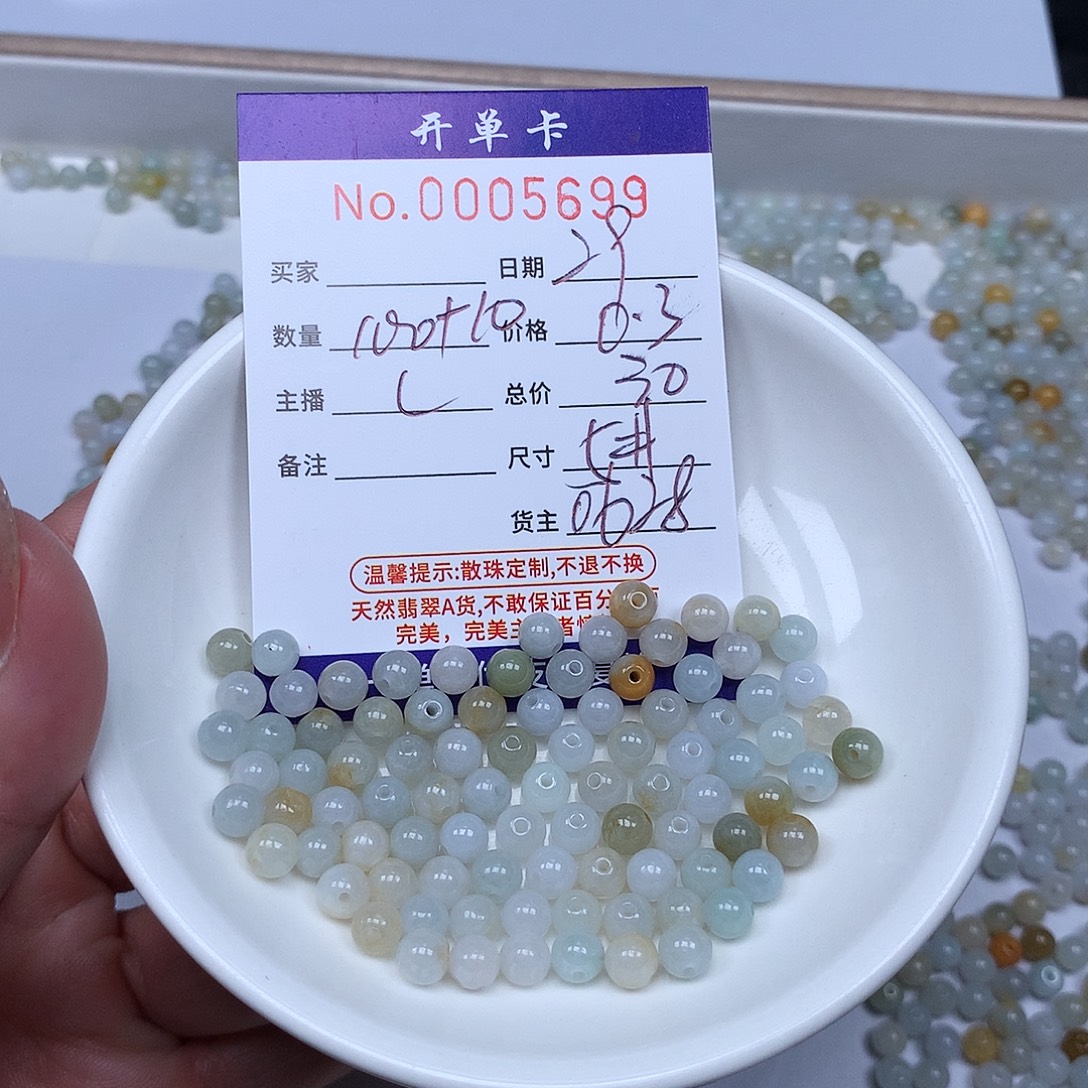 开单卡
No.0005699
买家 日期 29
数量 100+10 价格 0.3
主播 L 总价 30
备注 尺寸
货主 0628
温馨提示:散珠定制,不退不换
天然翡翠A货,不敢保证百分
完美，完美主 者